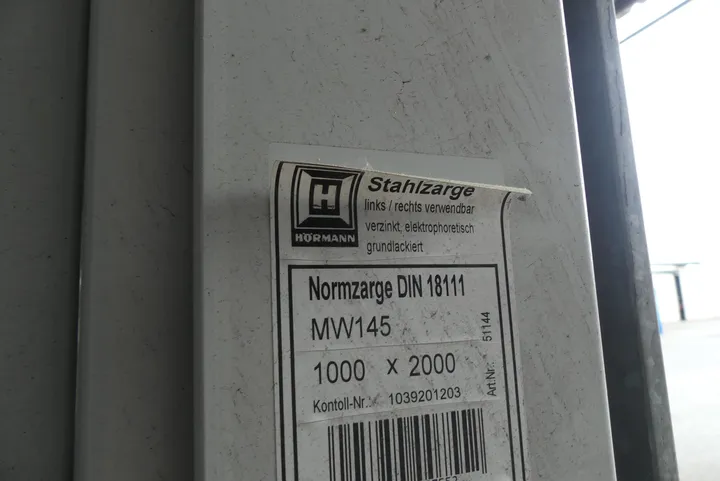 Stahlzarge
links / rechts verwendbar
verzinkt, elektrophoretisch
grundlackiert
H
HÖRMANN
Normzarge DIN 18111
MW145
1000 x 2000
Kontoll-Nr.: 1039201203
Art.Nr.: 51144